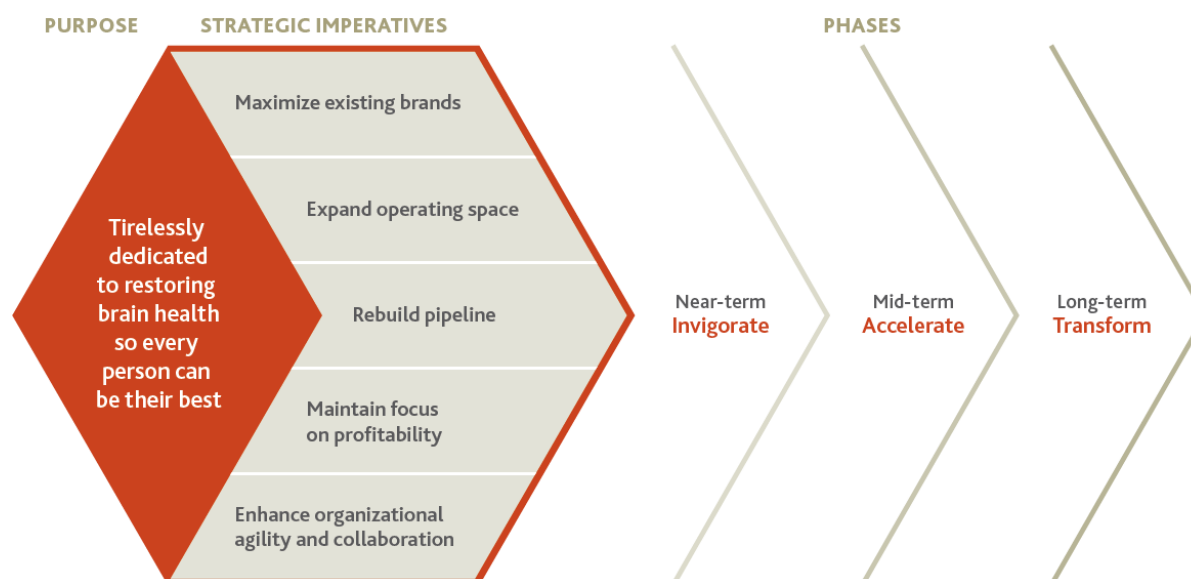 PURPOSE
STRATEGIC IMPERATIVES
PHASES
Tirelessly
dedicated
to restoring
brain health
so every
person can
be their best
Maximize existing brands
Expand operating space
Rebuild pipeline
Maintain focus
on profitability
Enhance organizational
agility and collaboration
Near-term
Invigorate
Mid-term
Accelerate
Long-term
Transform